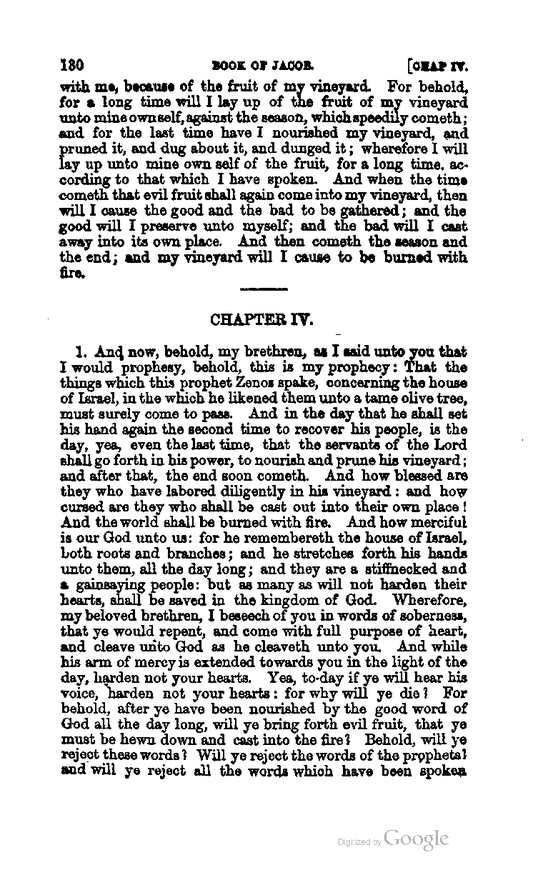 130 BOOK OF JACOB. [CHAP IV.
with me, because of the fruit of my vineyard. For behold,
for a long time will I lay up of the fruit of my vineyard
unto mine own self, against the season, which speedily cometh;
and for the last time have I nourished my vineyard, and
pruned it, and dug about it, and dunged it; wherefore I will
lay up unto mine own self of the fruit, for a long time, ac-
cording to that which I have spoken. And when the time
cometh that evil fruit shall again come into my vineyard, then
will I cause the good and the bad to be gathered; and the
good will I preserve unto myself; and the bad will I cast
away into its own place. And then cometh the season and
the end; and my vineyard will I cause to be burned with
fire.
CHAPTER IV.
1. And now, behold, my brethren, as I said unto you that
I would prophesy, behold, this is my prophecy: That the
things which this prophet Zenos spake, concerning the house
of Israel, in the which he likened them unto a tame olive tree,
must surely come to pass. And in the day that he shall set
his hand again the second time to recover his people, is the
day, yea, even the last time, that the servants of the Lord
shall go forth in his power, to nourish and prune his vineyard;
and after that, the end soon cometh. And how blessed are
they who have labored diligently in his vineyard: and how
cursed are they who shall be cast out into their own place!
And the world shall be burned with fire. And how merciful
is our God unto us: for he remembereth the house of Israel,
both roots and branches; and he stretches forth his hands
unto them, all the day long; and they are a stiffnecked and
a gainsaying people: but as many as will not harden their
hearts, shall be saved in the kingdom of God. Wherefore,
my beloved brethren, I beseech of you in words of soberness,
that ye would repent, and come with full purpose of heart,
and cleave unto God as he cleaveth unto you. And while
his arm of mercy is extended towards you in the light of the
day, harden not your hearts. Yea, to-day if ye will hear his
voice, harden not your hearts: for why will ye die? For
behold, after ye have been nourished by the good word of
God all the day long, will ye bring forth evil fruit, that ye
must be hewn down and cast into the fire? Behold, will ye
reject these words? Will ye reject the words of the prophets?
and will ye reject all the words which have been spoken
Digitized by Google